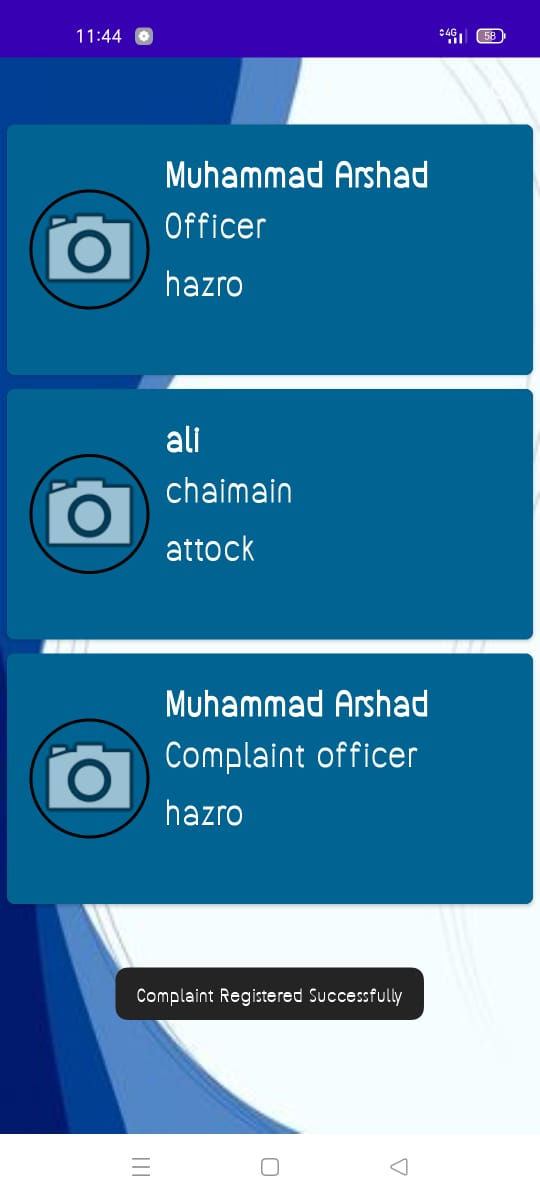 11:44
4G 58
Muhammad Arshad
Officer
hazro
ali
chaimain
attock
Muhammad Arshad
Complaint officer
hazro
Complaint Registered Successfully